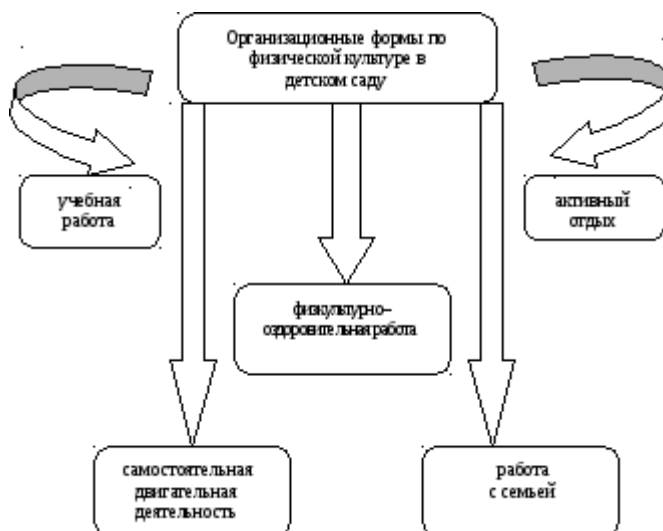 Организационные формы по
физической культуре в
детском саду
учебная
работа
активный
отдых
физкультурно–
оздоровительная работа
самостоятельная
двигательная
деятельность
работа
с семьей